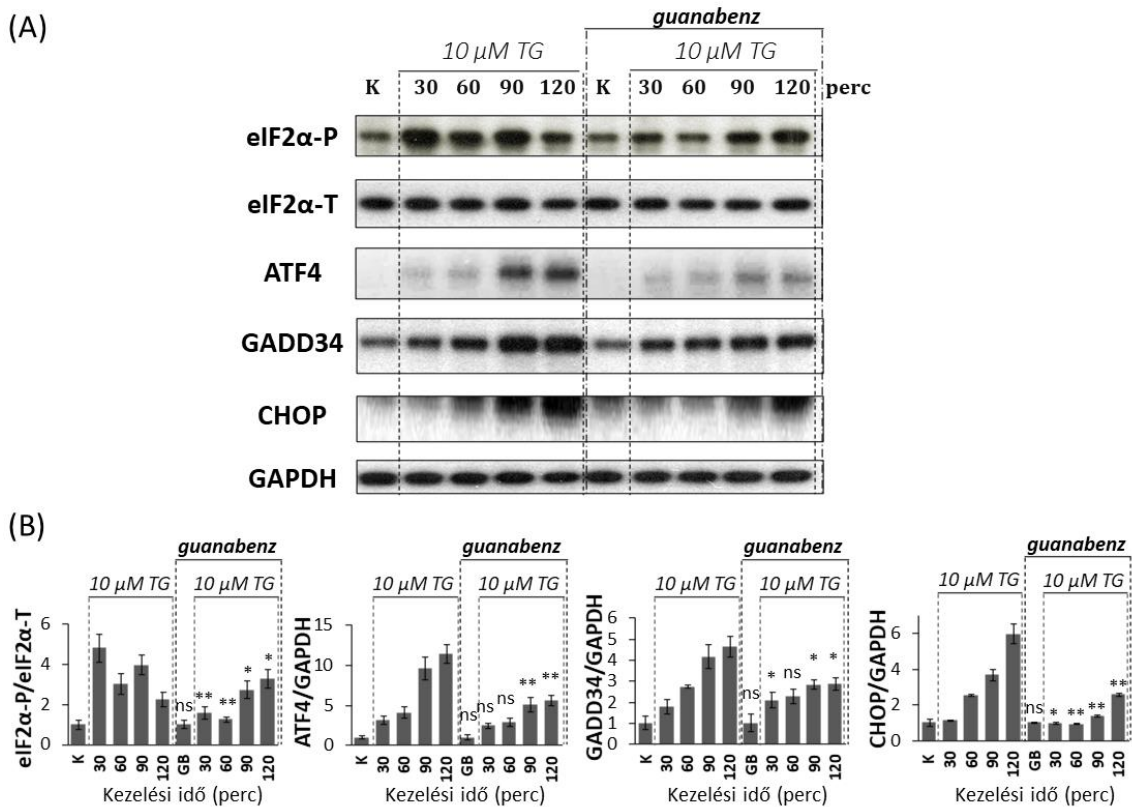 (A)
guanabenz
10 µM TG 10 µM TG
K 30 60 90 120 K 30 60 90 120 perc
eIF2α-P
eIF2α-T
ATF4
GADD34
CHOP
GAPDH
(B)
guanabenz
10 µM TG 10 µM TG
eIF2α-P/eIF2α-T
6
4
2
0
ns ** ** * *
K 30 60 90 120 GB 30 60 90 120
Kezelési idő (perc)
guanabenz
10 µM TG 10 µM TG
ATF4/GAPDH
15
10
5
0
ns ns ns ** **
K 30 60 90 120 GB 30 60 90 120
Kezelési idő (perc)
guanabenz
10 µM TG 10 µM TG
GADD34/GAPDH
6
5
4
3
2
1
0
ns * ns * *
K 30 60 90 120 GB 30 60 90 120
Kezelési idő (perc)
guanabenz
10 µM TG 10 µM TG
CHOP/GAPDH
6
4
2
0
ns * ** ** **
K 30 60 90 120 GB 30 60 90 120
Kezelési idő (perc)